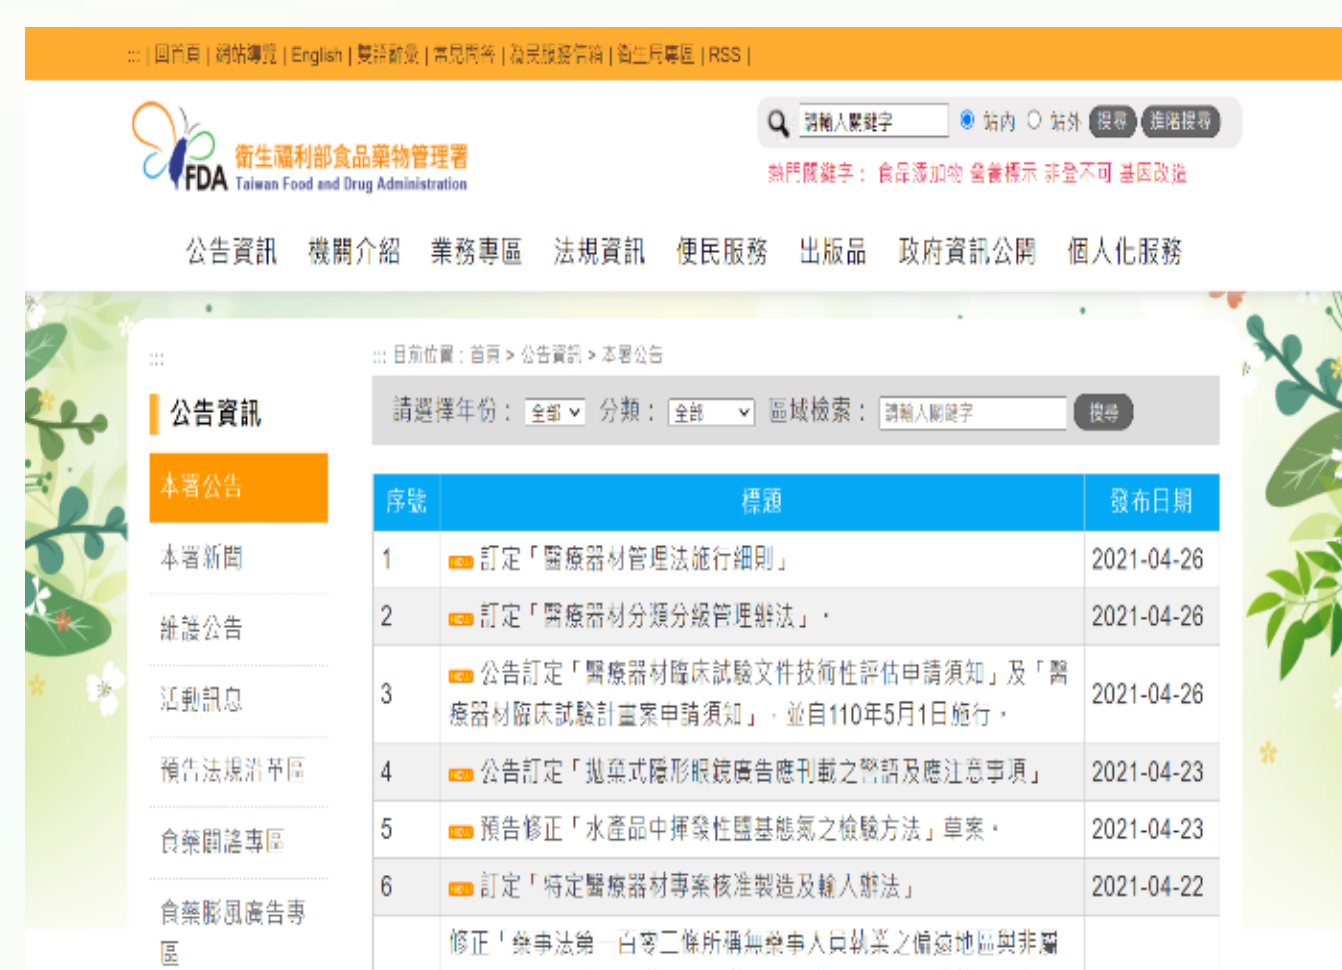 ::: | 回首頁 | 網站導覽 | English | 雙語辭彙 | 常見問答 | 為民服務信箱 | 衛生局專區 | RSS |
請輸入關鍵字 站內 站外 搜尋 進階搜尋
衛生福利部食品藥物管理署
FDA Taiwan Food and Drug Administration
熱門關鍵字： 食品添加物 營養標示 非登不可 基因改造
公告資訊 機關介紹 業務專區 法規資訊 便民服務 出版品 政府資訊公開 個人化服務
:::
公告資訊
本署公告
本署新聞
維護公告
活動訊息
預告法規沿革區
食藥闢謠專區
食藥膨風廣告專
區
::: 目前位置 : 首頁 > 公告資訊 > 本署公告
請選擇年份： 全部 分類： 全部 區域檢索： 請輸入關鍵字 搜尋
序號 標題 發布日期
1 NEW 訂定「醫療器材管理法施行細則」 2021-04-26
2 NEW 訂定「醫療器材分類分級管理辦法」。 2021-04-26
3 NEW 公告訂定「醫療器材臨床試驗文件技術性評估申請須知」及「醫
療器材臨床試驗計畫案申請須知」，並自110年5月1日施行。 2021-04-26
4 NEW 公告訂定「拋棄式隱形眼鏡廣告應刊載之警語及應注意事項」 2021-04-23
5 NEW 預告修正「水產品中揮發性鹽基態氮之檢驗方法」草案。 2021-04-23
6 NEW 訂定「特定醫療器材專案核准製造及輸入辦法」 2021-04-22
修正「藥事法第一百零二條所稱無藥事人員執業之偏遠地區與非屬